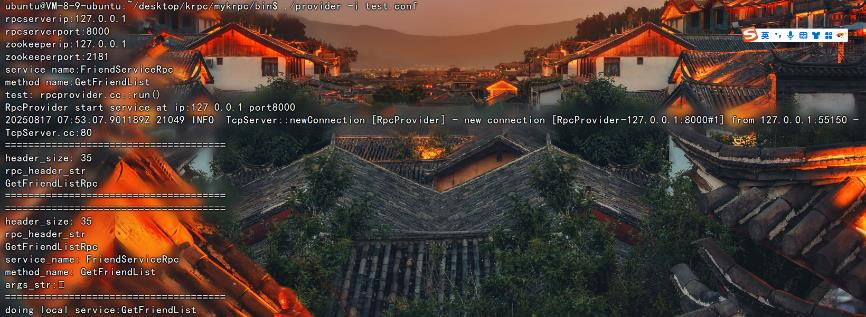 ubuntu@VM-8-9-ubuntu:~/desktop/krpc/mykrpc/bin$ ./provider -i test.conf
rpcserverip:127.0.0.1
rpcserverport:8000
zookeeperip:127.0.0.1
zookeeperport:2181
service_name:FriendServiceRpc
method_name:GetFriendList
test: rpcprovider.cc :run()
RpcProvider start service at ip:127.0.0.1 port8000
20250817 07:53:07.901189Z 21049 INFO  TcpServer::newConnection [RpcProvider] - new connection [RpcProvider-127.0.0.1:8000#1] from 127.0.0.1:55150 -
TcpServer.cc:80
===================================
header_size: 35
rpc_header_str
GetFriendListRpc
===================================
===================================
header_size: 35
rpc_header_str
GetFriendListRpc
service_name: FriendServiceRpc
method_name: GetFriendList
args_str:
===================================
doing local service:GetFriendList
英